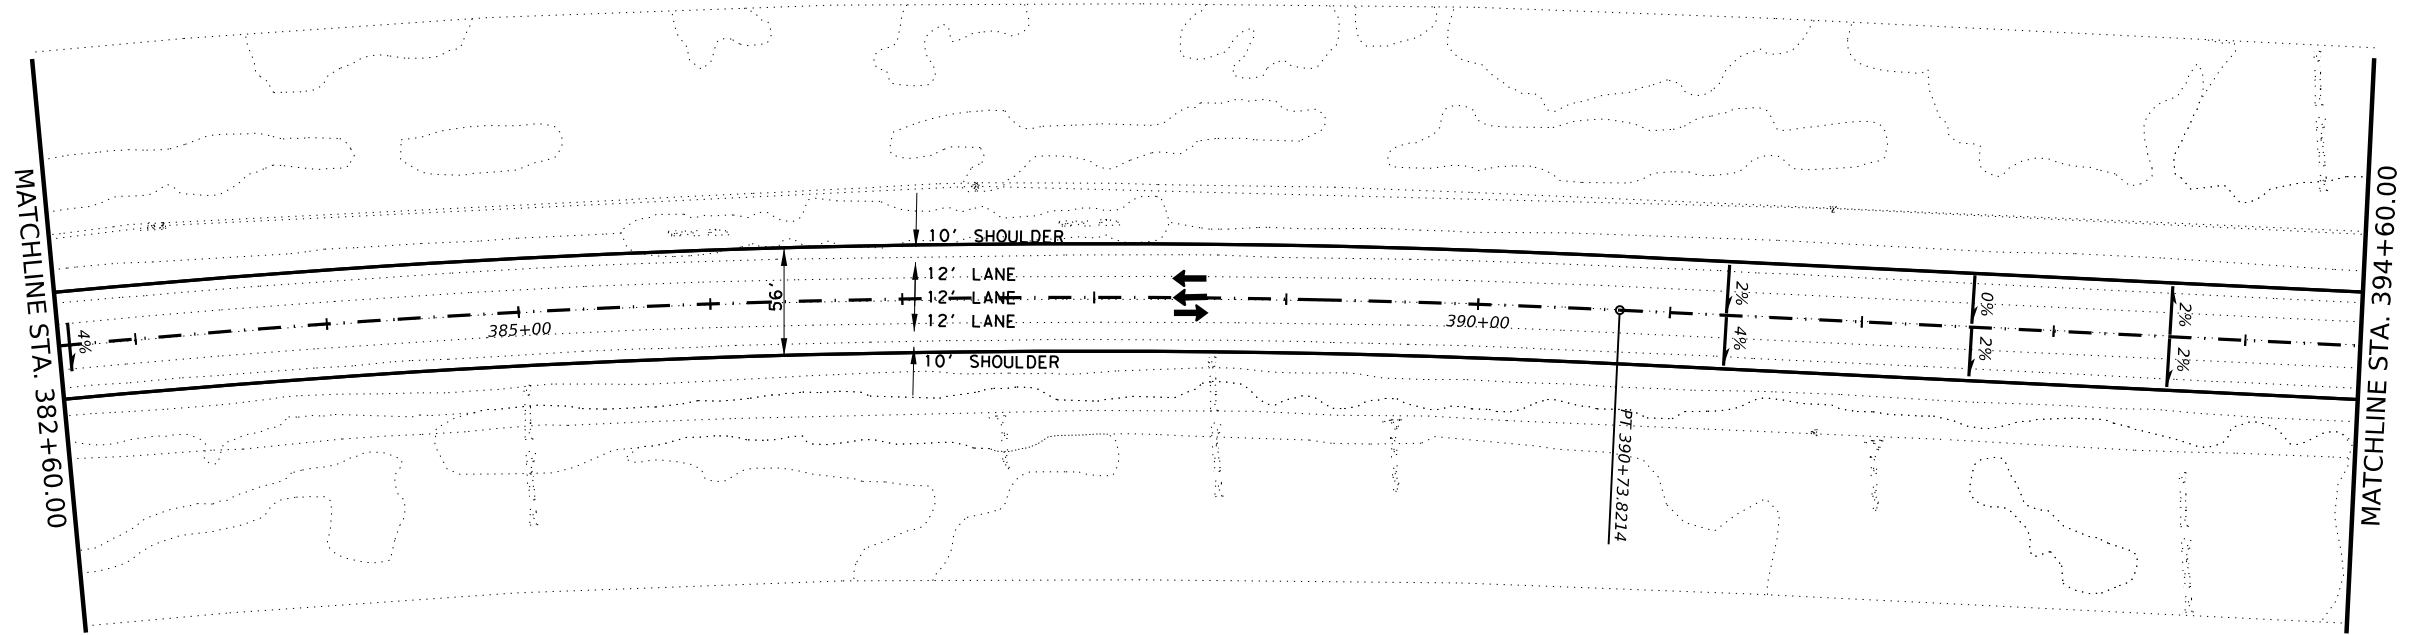 MATCHLINE STA. 382+60.00
4%
385+00
56'
10' SHOULDER
12' LANE
12' LANE
12' LANE
10' SHOULDER
390+00
PT 390+73.8214
2%
4%
0%
2%
2%
2%
MATCHLINE STA. 394+60.00